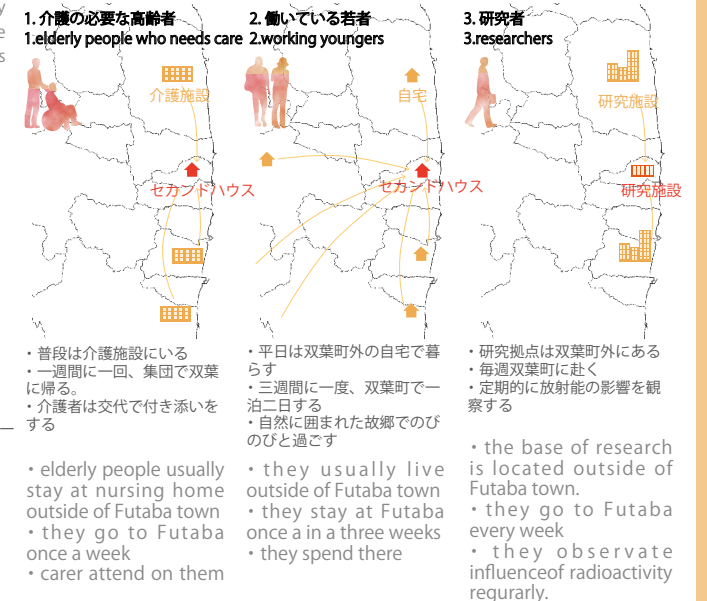 y
e
s
1. 介護の必要な高齢者
1.elderly people who needs care
介護施設
セカンドハウス
・普段は介護施設にいる
・一週間に一回、集団で双葉
に帰る。
・介護者は交代で付き添いを
する
・elderly people usually
stay at nursing home
outside of Futaba town
・they go to Futaba
once a week
・carer attend on them
2. 働いている若者
2.working youngers
自宅
セカンドハウス
・平日は双葉町外の自宅で暮
らす
・三週間に一度、双葉町で一
泊二日する
・自然に囲まれた故郷でのび
のびと過ごす
・they usually live
outside of Futaba town
・they stay at Futaba
once a in a three weeks
・they spend there
3. 研究者
3.researchers
研究施設
研究施設
・研究拠点は双葉町外にある
・毎週双葉町に赴く
・定期的に放射能の影響を観
察する
・the base of research
is located outside of
Futaba town.
・they go to Futaba
every week
・they observate
influenceof radioactivity
regurarly.